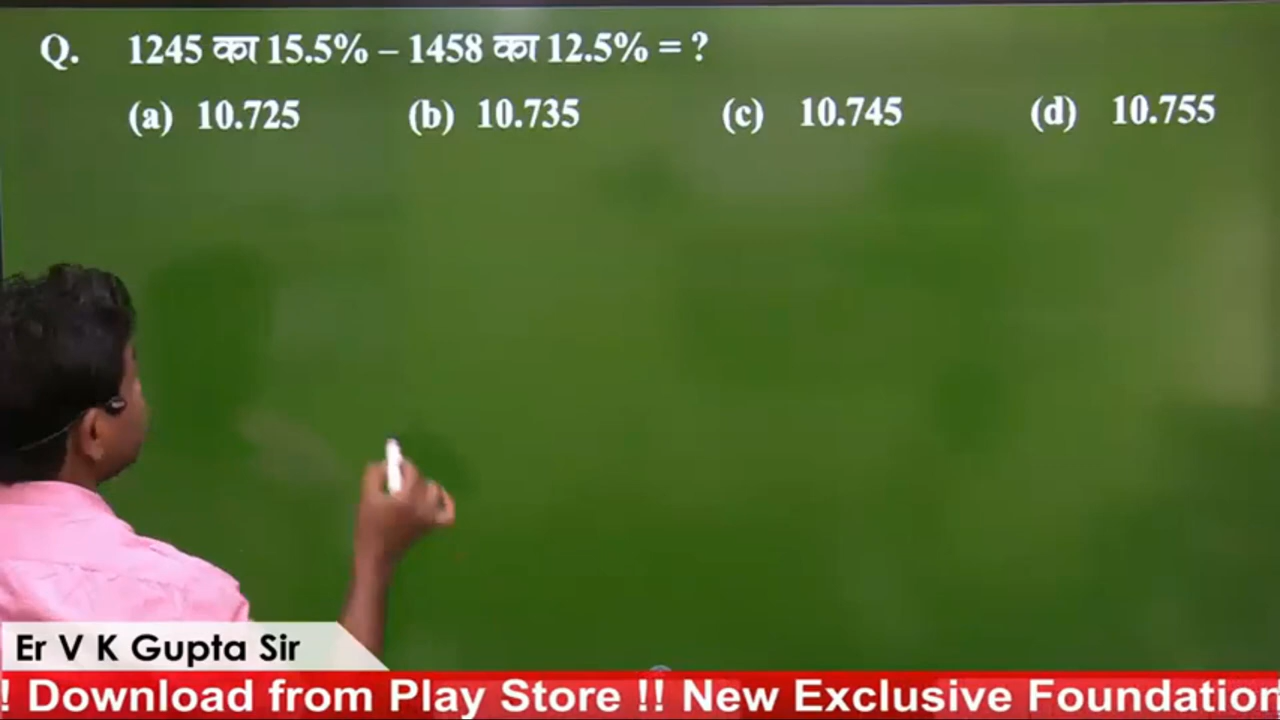 Q. 1245 का 15.5% – 1458 का 12.5% = ?
(a) 10.725 (b) 10.735 (c) 10.745 (d) 10.755
Er V K Gupta Sir
! Download from Play Store !! New Exclusive Foundation